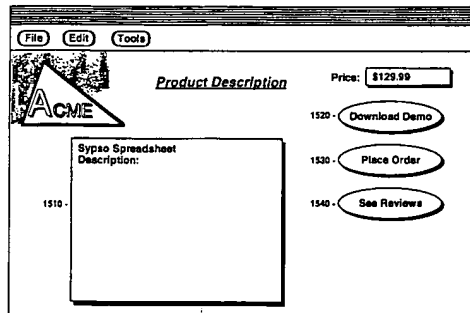 File Edit Tools
ACME
Product Description
Price: $129.99
1520 - Download Demo
Sypso Spreadsheet
Description:
1530 - Place Order
1510 -
1540 - See Reviews